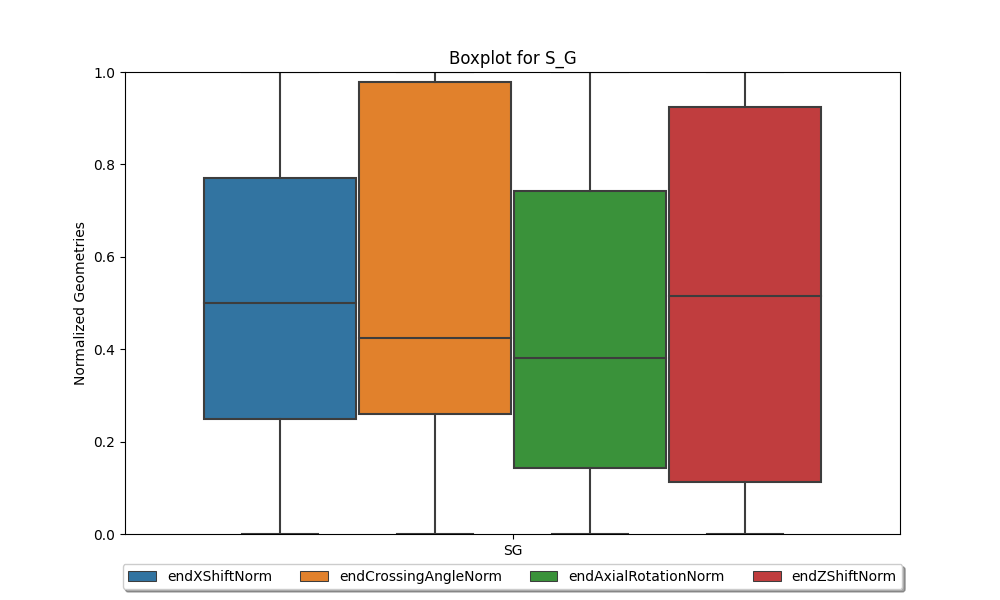 Boxplot for S_G
1.0
0.8
0.6
0.4
0.2
0.0
Normalized Geometries
SG
endXShiftNorm endCrossingAngleNorm endAxialRotationNorm endZShiftNorm